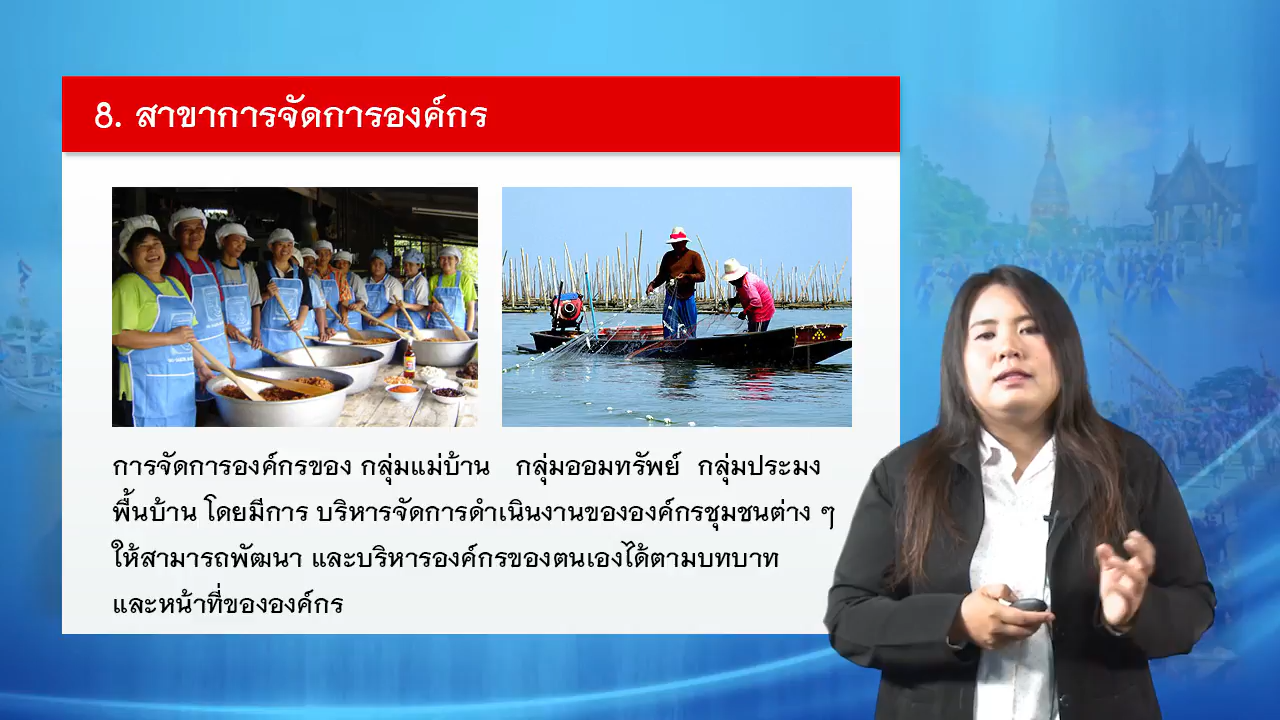 8. สาขาการจัดการองค์กร
การจัดการองค์กรของ กลุ่มแม่บ้าน กลุ่มออมทรัพย์ กลุ่มประมง
พื้นบ้าน โดยมีการ บริหารจัดการดำเนินงานขององค์กรชุมชนต่าง ๆ
ให้สามารถพัฒนา และบริหารองค์กรของตนเองได้ตามบทบาท
และหน้าที่ขององค์กร